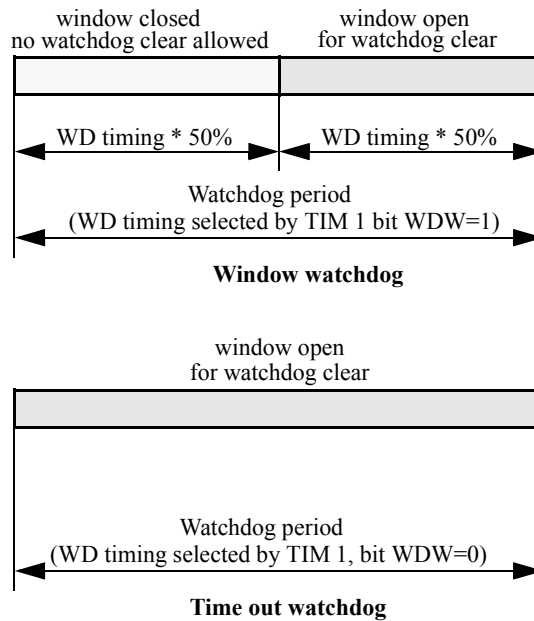 window closed
no watchdog clear allowed
window open
for watchdog clear
WD timing * 50%
WD timing * 50%
Watchdog period
(WD timing selected by TIM 1 bit WDW=1)
Window watchdog
window open
for watchdog clear
Watchdog period
(WD timing selected by TIM 1, bit WDW=0)
Time out watchdog